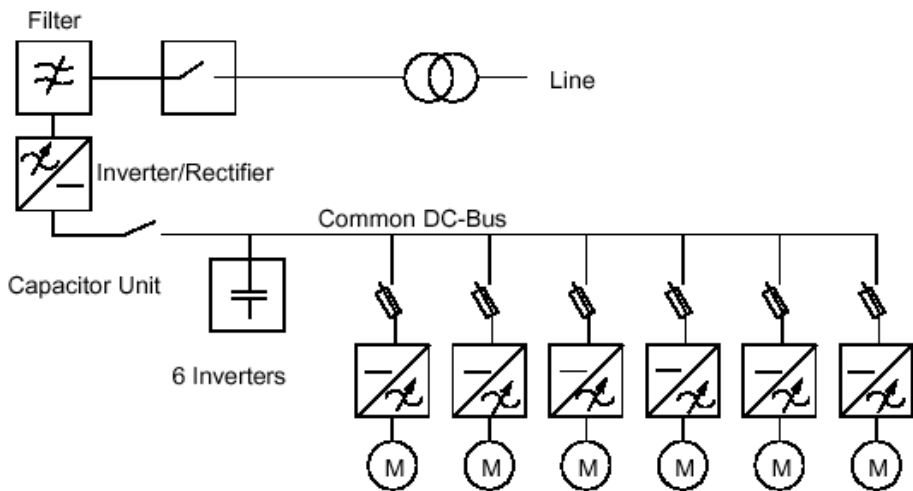 Filter
Line
Inverter/Rectifier
Common DC-Bus
Capacitor Unit
6 Inverters
M M M M M M